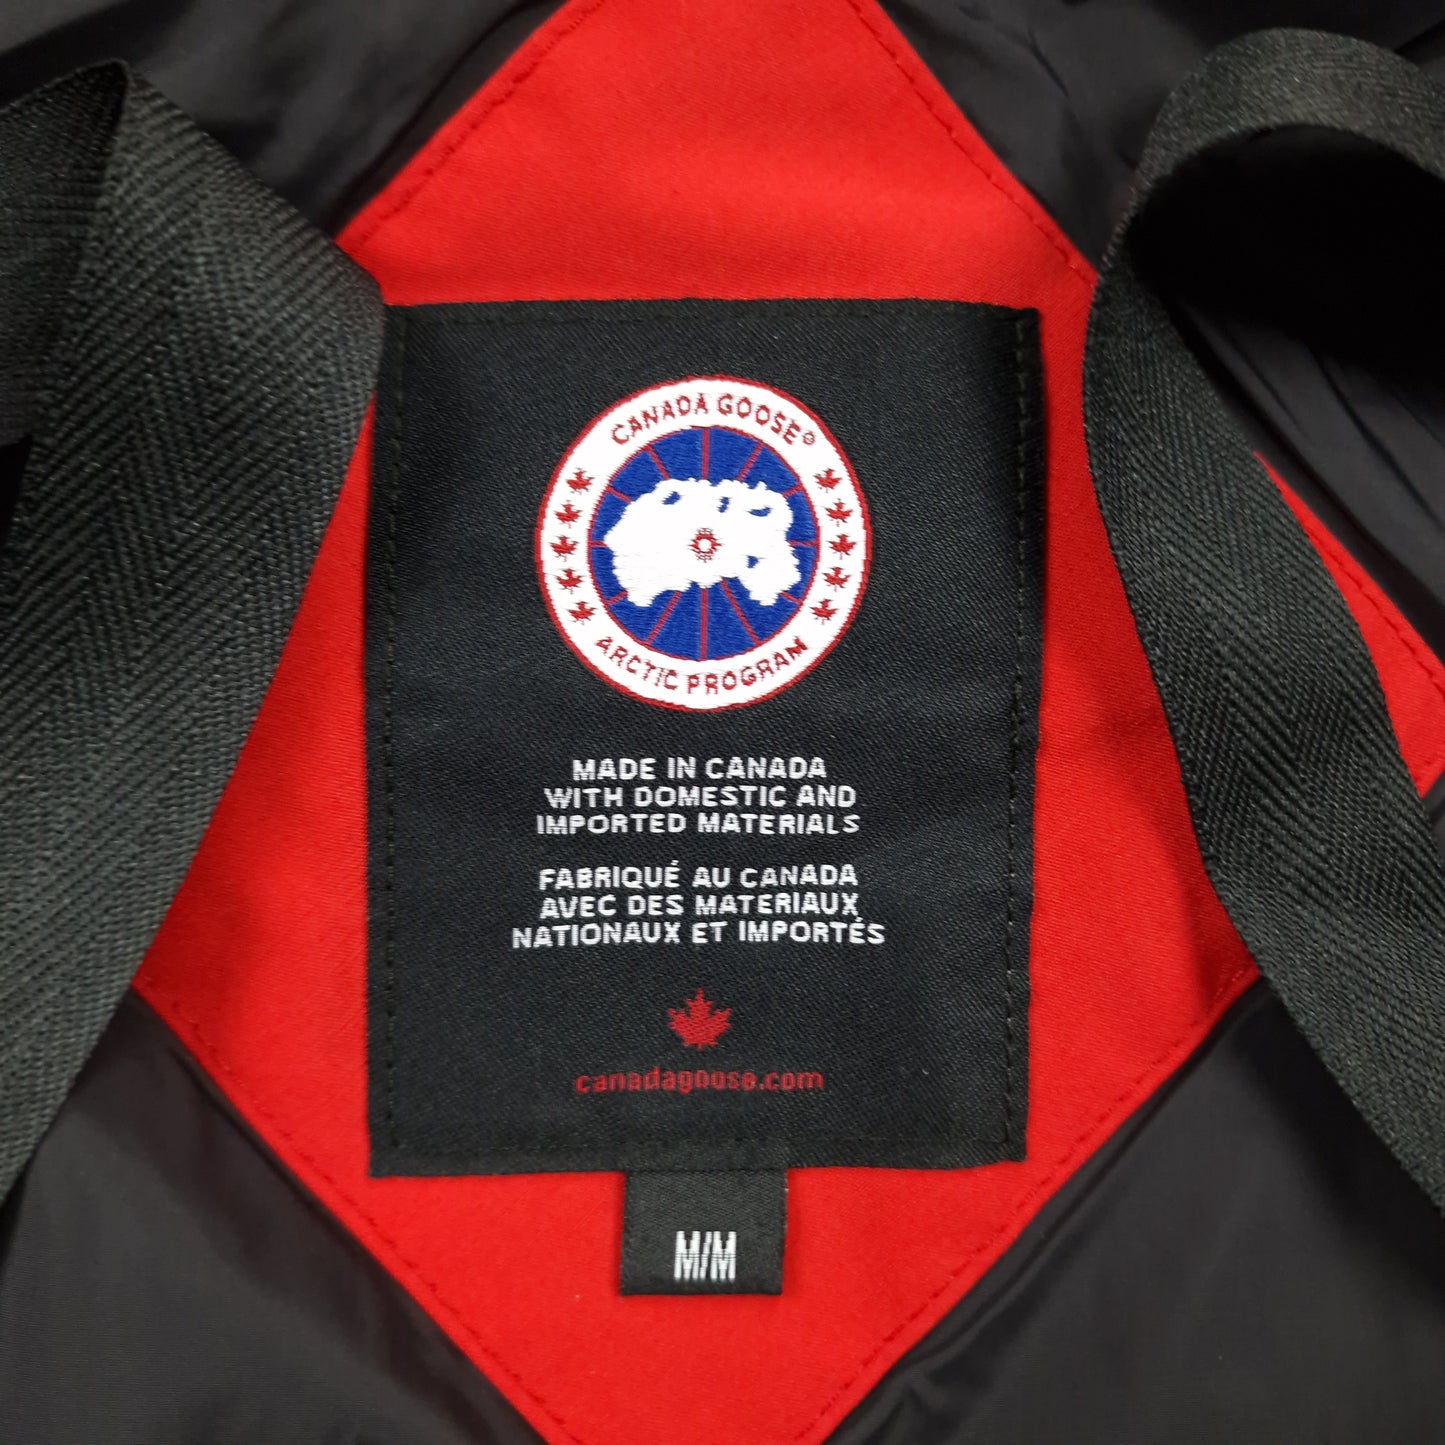 CANADA GOOSE®
ARCTIC PROGRAM
MADE IN CANADA
WITH DOMESTIC AND
IMPORTED MATERIALS
FABRIQUÉ AU CANADA
AVEC DES MATERIAUX
NATIONAUX ET IMPORTÉS
canadagoose.com
M/M